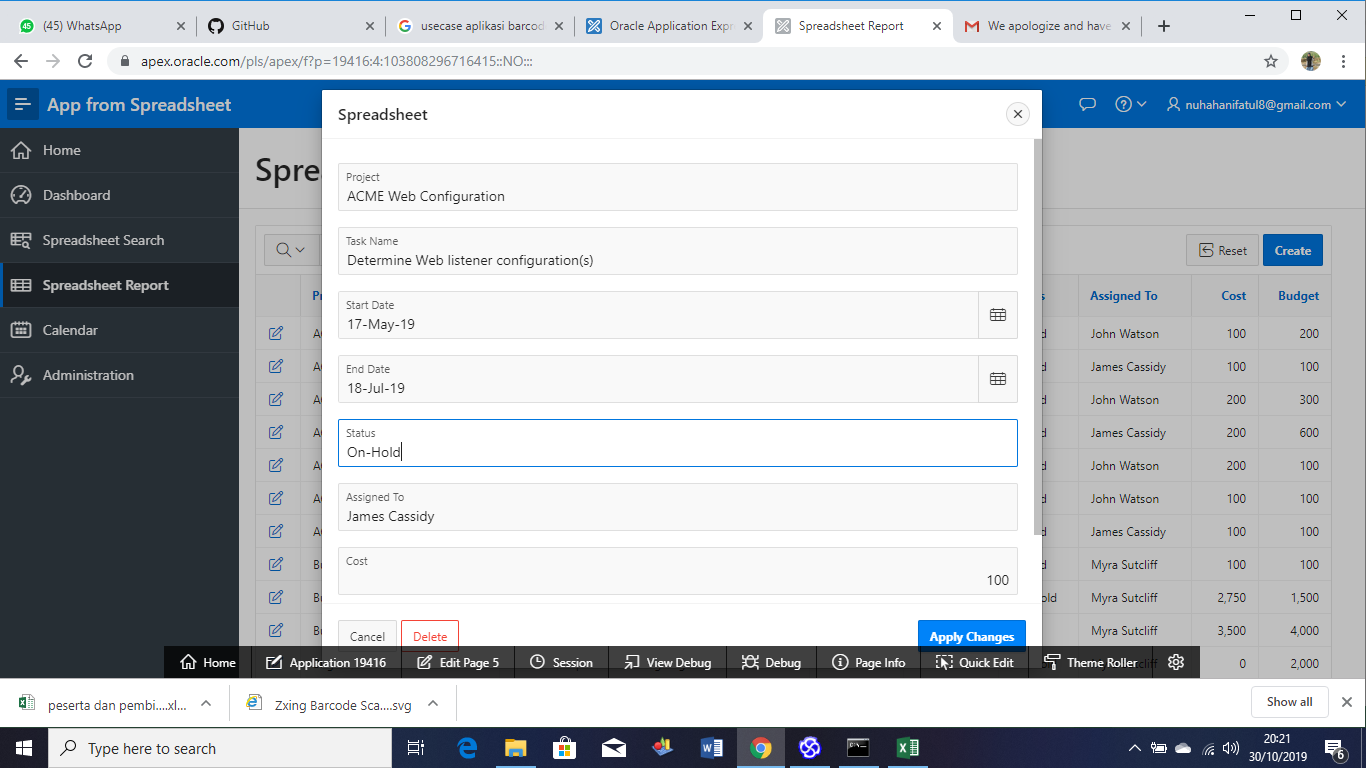 (45) WhatsApp
GitHub
usecase aplikasi barcod
Oracle Application Expr
Spreadsheet Report
We apologize and have
apex.oracle.com/pls/apex/f?p=19416:4:103808296716415::NO:::
App from Spreadsheet
nuhahanifatul8@gmail.com
Home
Dashboard
Spreadsheet Search
Spreadsheet Report
Calendar
Administration
Spre
Reset
Create
Assigned To Cost Budget
John Watson 100 200
James Cassidy 100 100
John Watson 200 300
James Cassidy 200 600
John Watson 200 100
John Watson 100 100
James Cassidy 100 100
Myra Sutcliff 100 100
Myra Sutcliff 2,750 1,500
Myra Sutcliff 3,500 4,000
0 2,000
Spreadsheet
Project
ACME Web Configuration
Task Name
Determine Web listener configuration(s)
Start Date
17-May-19
End Date
18-Jul-19
Status
On-Hold
Assigned To
James Cassidy
Cost
100
Cancel
Delete
Apply Changes
Home
Application 19416
Edit Page 5
Session
View Debug
Debug
Page Info
Quick Edit
Theme Roller
peserta dan pembi....xl...
Zxing Barcode Sca....svg
Show all
Type here to search
20:21
30/10/2019
6